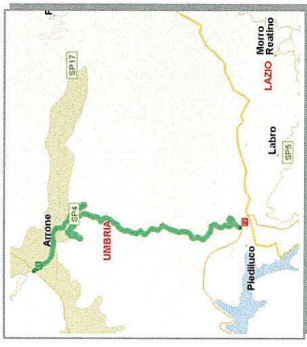 SP17
Morro
Reatino
LAZIO
Labro
SP5
SP4
Arrone
UMBRIA
Piediluco